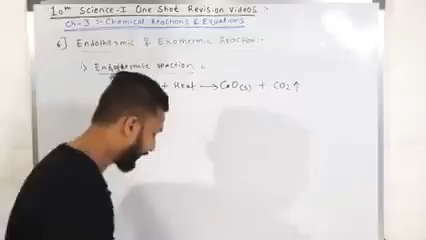 10th Science-I One Shot Revision Videos :-
Ch-3 :- Chemical Reactions & Equations
6] Endothermic & Exothermic Reaction:-
i) Endothermic reaction :
+ Heat → CaO(s) + CO2↑